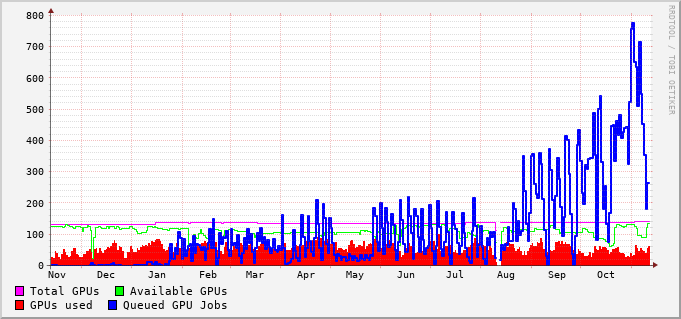 800
700
600
500
400
300
200
100
0
Nov Dec Jan Feb Mar Apr May Jun Jul Aug Sep Oct
Total GPUs Available GPUs
GPUs used Queued GPU Jobs
RRDTOOL / TOBI OETIKER